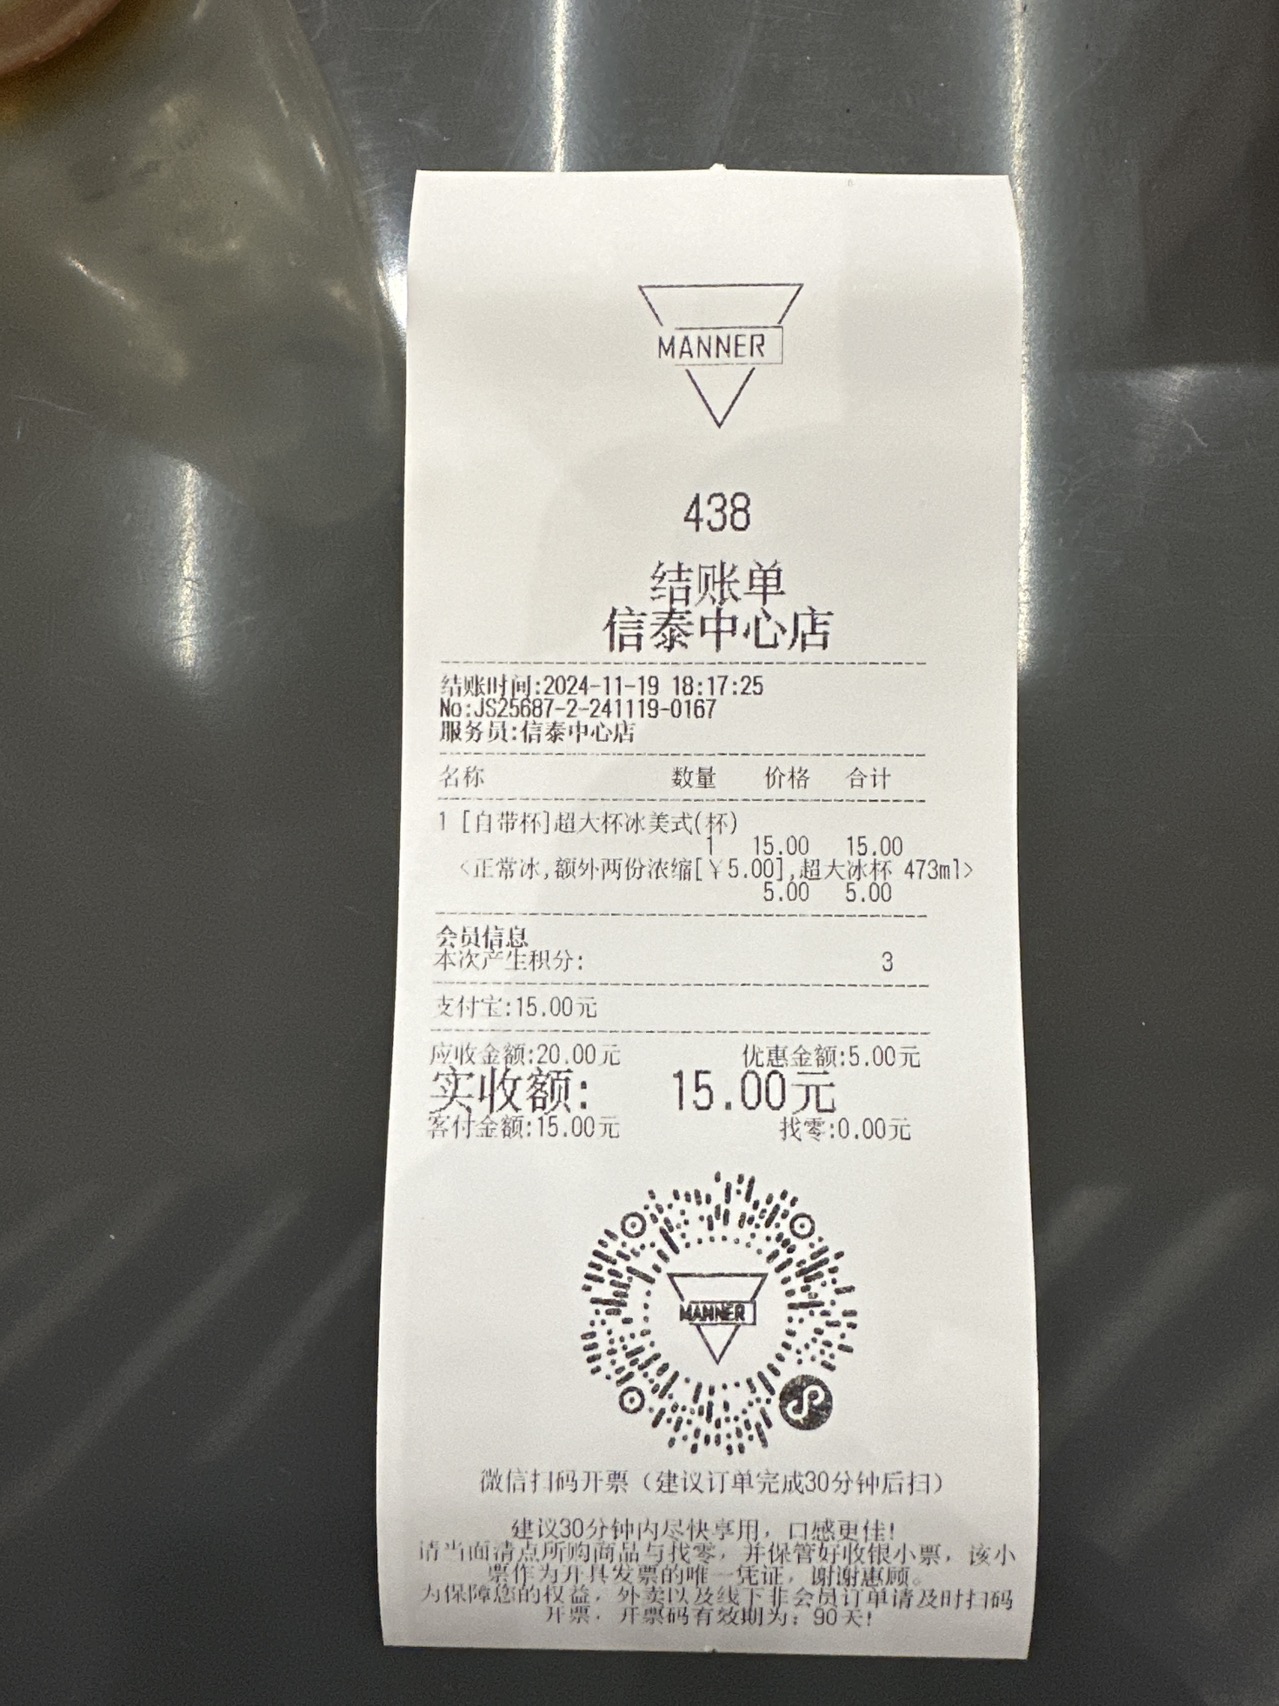 MANNER
438
结账单
信泰中心店
结账时间:2024-11-19 18:17:25
No:JS25687-2-241119-0167
服务员:信泰中心店
名称 数量 价格 合计
1 [自带杯]超大杯冰美式(杯)
1 15.00 15.00
<正常冰,额外两份浓缩[￥5.00],超大冰杯 473ml>
5.00 5.00
会员信息
本次产生积分: 3
支付宝:15.00元
应收金额:20.00元 优惠金额:5.00元
实收额: 15.00元
客付金额:15.00元 找零:0.00元
MANNER
微信扫码开票（建议订单完成30分钟后扫）
建议30分钟内尽快享用，口感更佳！
请当面清点所购商品与找零，并保管好收银小票，该小
票作为开具发票的唯一凭证，谢谢惠顾。
为保障您的权益，外卖以及线下非会员订单请及时扫码
开票，开票码有效期为：90天！